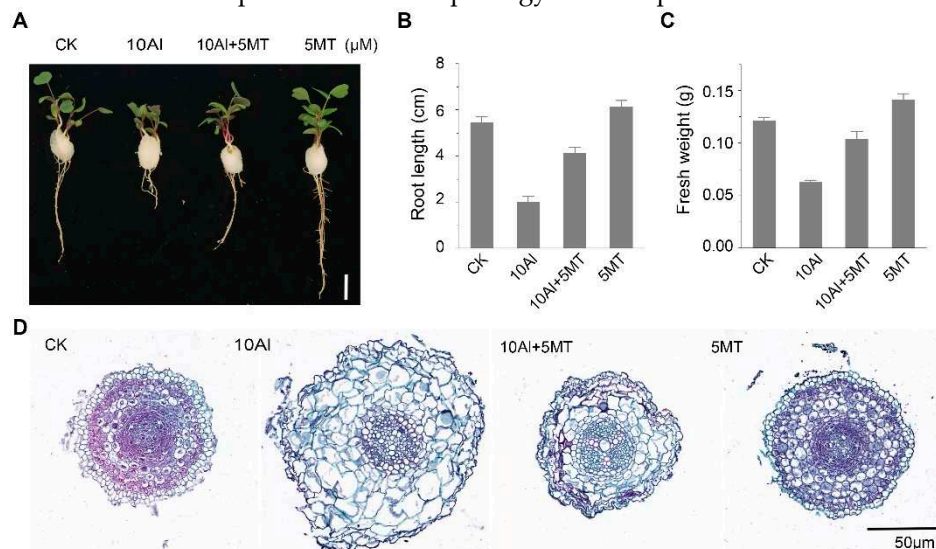 A
CK 10Al 10Al+5MT 5MT (μM)
B
Root length (cm)
8
6
4
2
0
CK
10Al
10Al+5MT
5MT
C
Fresh weight (g)
0.15
0.10
0.05
0.00
CK
10Al
10Al+5MT
5MT
D
CK 10Al 10Al+5MT 5MT
50μm